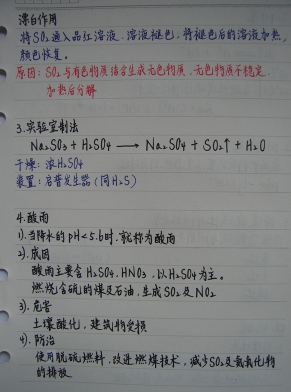 漂白作用
将SO₂通入品红溶液,溶液褪色,将褪色后的溶液加热,
颜色恢复。
原因:SO₂与有色物质结合生成无色物质,无色物质不稳定,
加热后分解
3.实验室制法
Na₂SO₃ + H₂SO₄ ⟶ Na₂SO₄ + SO₂↑ + H₂O
干燥:浓H₂SO₄
装置:启普发生器(同H₂S)
4.酸雨
1).当降水的pH<5.6时,就称为酸雨
2).成因
酸雨主要含H₂SO₄.HNO₃,以H₂SO₄为主。
燃烧含硫的煤及石油,生成SO₂及NO₂
3).危害
土壤酸化,建筑物受损
4).防治
使用脱硫燃料,改进燃煤技术,减少SO₂及氮氧化物
的排放